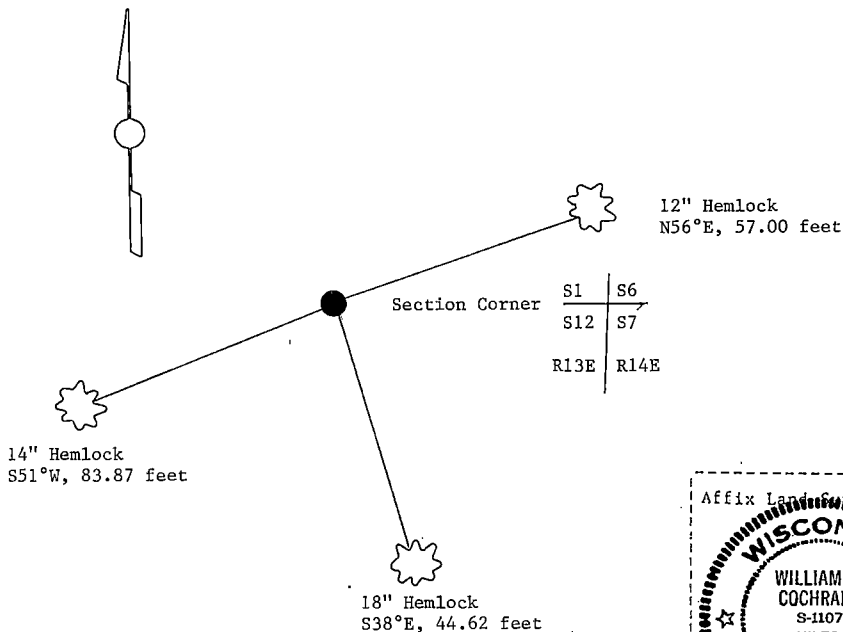 12" Hemlock
N56°E, 57.00 feet
Section Corner
S1 S6
S12 S7
R13E R14E
14" Hemlock
S51°W, 83.87 feet
18" Hemlock
S38°E, 44.62 feet
Affix Land
WISCON
WILLIAM
COCHRA
S-1107